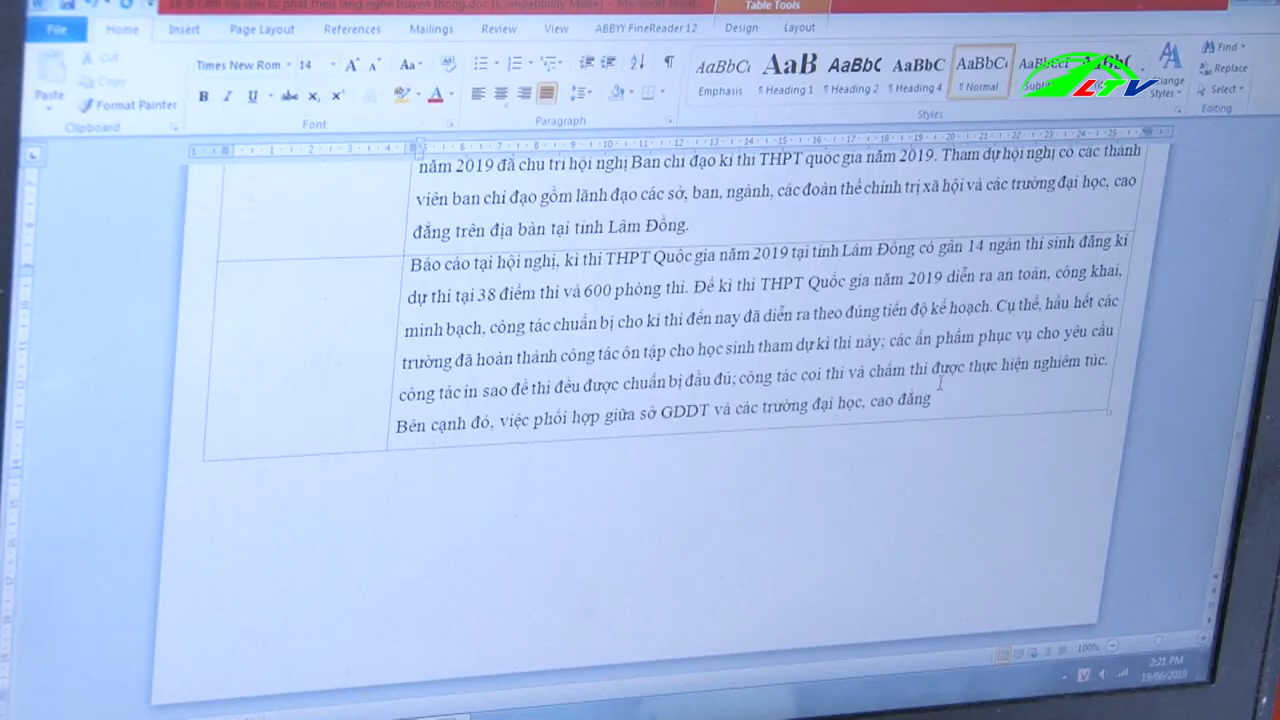 Table Tools
File Home Insert Page Layout References Mailings Review View ABBYY FineReader 12 Design Layout
Cut
Copy
Paste
Format Painter
Clipboard
Times New Rom 14
Font
Paragraph
AaBbCc AaB AaBbC AaBbC AaBbCc
Emphasis Heading 1 Heading 2 Heading 4 Normal
Styles
Change
Styles
Find
Replace
Select
Editing
LTV
năm 2019 đã chủ trì hội nghị Ban chỉ đạo kì thi THPT quốc gia năm 2019. Tham dự hội nghị có các thành
viên ban chỉ đạo gồm lãnh đạo các sở, ban, ngành, các đoàn thể chính trị xã hội và các trường đại học, cao
đẳng trên địa bàn tại tỉnh Lâm Đồng.
Báo cáo tại hội nghị, kì thi THPT Quốc gia năm 2019 tại tỉnh Lâm Đồng có gần 14 ngàn thí sinh đăng kí
dự thi tại 38 điểm thi và 600 phòng thi. Để kì thi THPT Quốc gia năm 2019 diễn ra an toàn, công khai,
minh bạch, công tác chuẩn bị cho kì thi đến nay đã diễn ra theo đúng tiến độ kế hoạch. Cụ thể, hầu hết các
trường đã hoàn thành công tác ôn tập cho học sinh tham dự kì thi này; các ấn phẩm phục vụ cho yêu cầu
công tác in sao đề thi đều được chuẩn bị đầu đủ; công tác coi thi và chấm thi được thực hiện nghiêm túc.
Bên cạnh đó, việc phối hợp giữa sở GDDT và các trường đại học, cao đẳng
100%
2:21 PM
19/06/2019